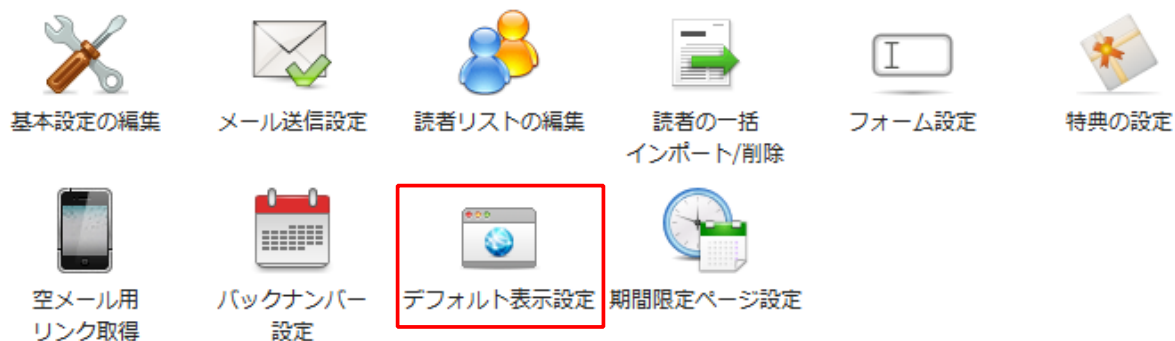 基本設定の編集
メール送信設定
読者リストの編集
読者の一括
インポート/削除
フォーム設定
特典の設定
空メール用
リンク取得
バックナンバー
設定
デフォルト表示設定
期間限定ページ設定